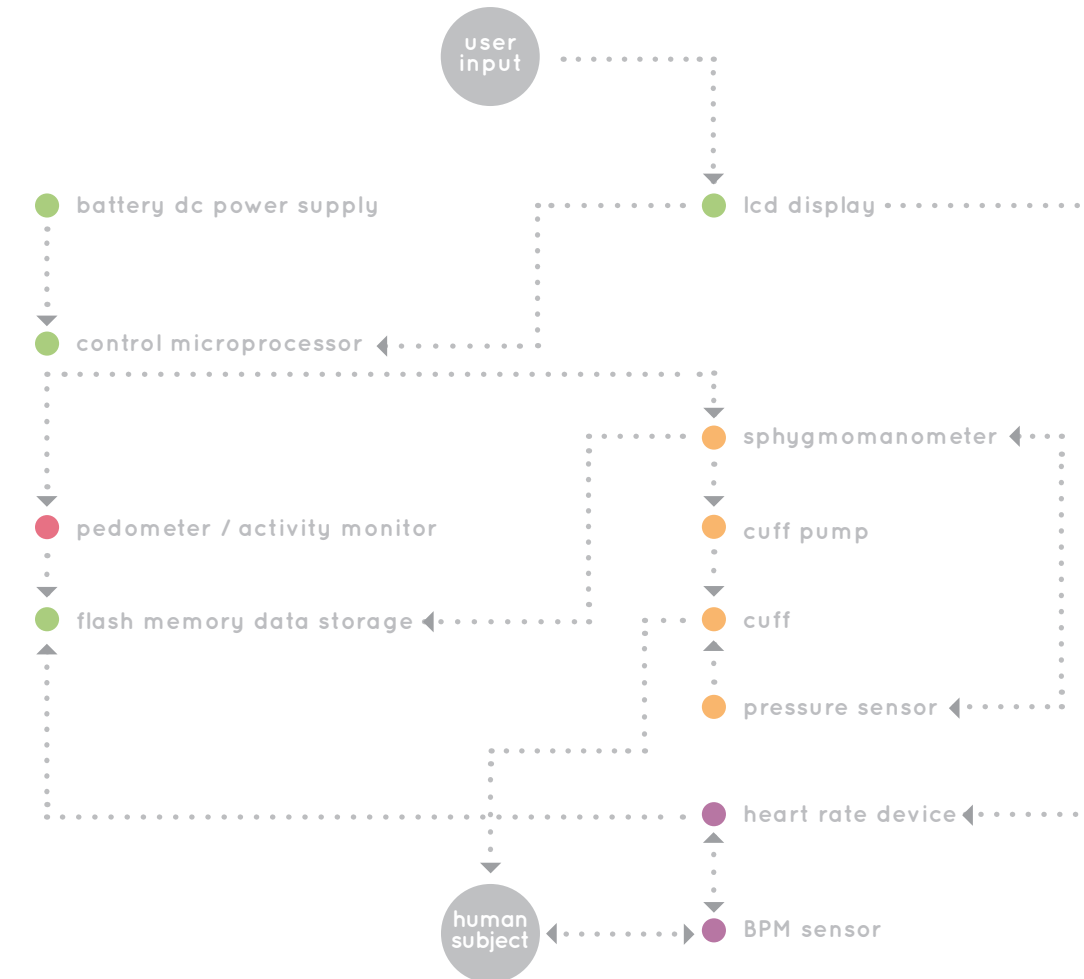 user
input
battery dc power supply
lcd display
control microprocessor
sphygmomanometer
pedometer / activity monitor
cuff pump
flash memory data storage
cuff
pressure sensor
heart rate device
human
subject
BPM sensor